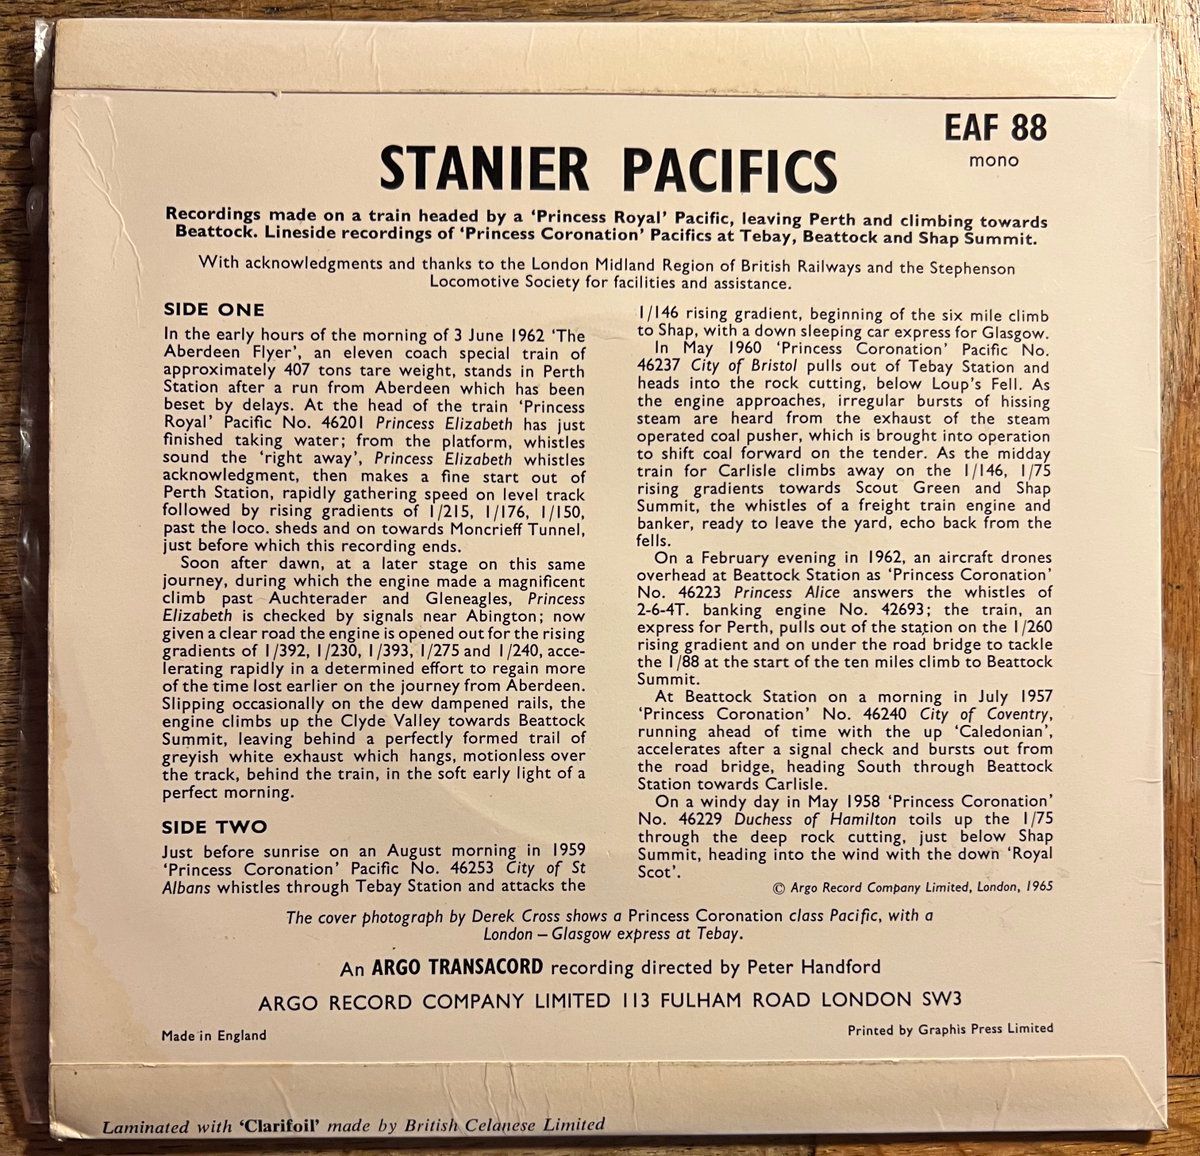 EAF 88
mono
STANIER PACIFICS
Recordings made on a train headed by a ‘Princess Royal’ Pacific, leaving Perth and climbing towards
Beattock. Lineside recordings of ‘Princess Coronation’ Pacifics at Tebay, Beattock and Shap Summit.
With acknowledgments and thanks to the London Midland Region of British Railways and the Stephenson
Locomotive Society for facilities and assistance.
SIDE ONE
In the early hours of the morning of 3 June 1962 ‘The
Aberdeen Flyer’, an eleven coach special train of
approximately 407 tons tare weight, stands in Perth
Station after a run from Aberdeen which has been
beset by delays. At the head of the train ‘Princess
Royal’ Pacific No. 46201 Princess Elizabeth has just
finished taking water; from the platform, whistles
sound the ‘right away’, Princess Elizabeth whistles
acknowledgment, then makes a fine start out of
Perth Station, rapidly gathering speed on level track
followed by rising gradients of 1/215, 1/176, 1/150,
past the loco. sheds and on towards Moncrieff Tunnel,
just before which this recording ends.
Soon after dawn, at a later stage on this same
journey, during which the engine made a magnificent
climb past Auchterader and Gleneagles, Princess
Elizabeth is checked by signals near Abington; now
given a clear road the engine is opened out for the rising
gradients of 1/392, 1/230, 1/393, 1/275 and 1/240, acce-
lerating rapidly in a determined effort to regain more
of the time lost earlier on the journey from Aberdeen.
Slipping occasionally on the dew dampened rails, the
engine climbs up the Clyde Valley towards Beattock
Summit, leaving behind a perfectly formed trail of
greyish white exhaust which hangs, motionless over
the track, behind the train, in the soft early light of a
perfect morning.
SIDE TWO
Just before sunrise on an August morning in 1959
‘Princess Coronation’ Pacific No. 46253 City of St
Albans whistles through Tebay Station and attacks the
1/146 rising gradient, beginning of the six mile climb
to Shap, with a down sleeping car express for Glasgow.
In May 1960 ‘Princess Coronation’ Pacific No.
46237 City of Bristol pulls out of Tebay Station and
heads into the rock cutting, below Loup’s Fell. As
the engine approaches, irregular bursts of hissing
steam are heard from the exhaust of the steam
operated coal pusher, which is brought into operation
to shift coal forward on the tender. As the midday
train for Carlisle climbs away on the 1/146, 1/75
rising gradients towards Scout Green and Shap
Summit, the whistles of a freight train engine and
banker, ready to leave the yard, echo back from the
fells.
On a February evening in 1962, an aircraft drones
overhead at Beattock Station as ‘Princess Coronation’
No. 46223 Princess Alice answers the whistles of
2-6-4T. banking engine No. 42693; the train, an
express for Perth, pulls out of the station on the 1/260
rising gradient and on under the road bridge to tackle
the 1/88 at the start of the ten miles climb to Beattock
Summit.
At Beattock Station on a morning in July 1957
‘Princess Coronation’ No. 46240 City of Coventry,
running ahead of time with the up ‘Caledonian’,
accelerates after a signal check and bursts out from
the road bridge, heading South through Beattock
Station towards Carlisle.
On a windy day in May 1958 ‘Princess Coronation’
No. 46229 Duchess of Hamilton toils up the 1/75
through the deep rock cutting, just below Shap
Summit, heading into the wind with the down ‘Royal
Scot’.
© Argo Record Company Limited, London, 1965
The cover photograph by Derek Cross shows a Princess Coronation class Pacific, with a
London – Glasgow express at Tebay.
An ARGO TRANSACORD recording directed by Peter Handford
ARGO RECORD COMPANY LIMITED 113 FULHAM ROAD LONDON SW3
Made in England
Printed by Graphis Press Limited
Laminated with ‘Clarifoil’ made by British Celanese Limited